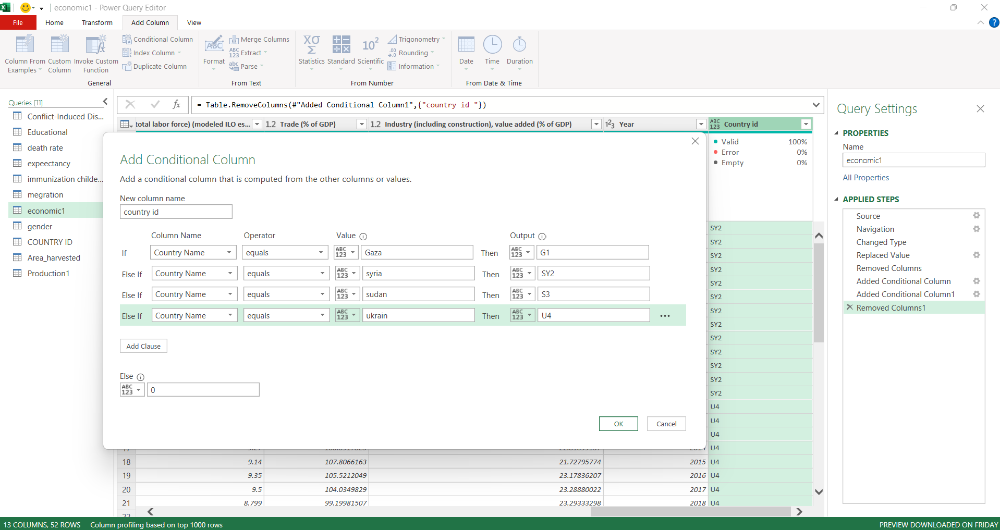 economic1 - Power Query Editor
File Home Transform Add Column View
Column From Examples
Custom Column
Invoke Custom Function
Conditional Column
Index Column
Duplicate Column
General
ABC
Format
Merge Columns
ABC 123 Extract
abc Parse
From Text
XΣσ
Statistics
Standard
10²
Scientific
Trigonometry
.00 Rounding
Information
From Number
Date
Time
Duration
From Date & Time
Queries [11]
Conflict-Induced Dis...
Educational
death rate
expeectancy
immunization childe...
megration
economic1
gender
COUNTRY ID
Area_harvested
Production1
fx = Table.RemoveColumns(#"Added Conditional Column1",{"country id "})
total labor force) (modeled ILO es... 1.2 Trade (% of GDP) 1.2 Industry (including construction), value added (% of GDP) 1²3 Year ABC 123 Country id
Valid 100%
Error 0%
Empty 0%
Add Conditional Column
Add a conditional column that is computed from the other columns or values.
New column name
country id
Column Name Operator Value Output
If Country Name equals ABC 123 Gaza Then ABC 123 G1
Else If Country Name equals ABC 123 syria Then ABC 123 SY2
Else If Country Name equals ABC 123 sudan Then ABC 123 S3
Else If Country Name equals ABC 123 ukrain Then ABC 123 U4 •••
Add Clause
Else
ABC 123 0
OK Cancel
SY2
SY2
SY2
SY2
SY2
SY2
SY2
SY2
SY2
SY2
SY2
SY2
SY2
U4
U4
U4
U4
18 9.14 107.8066163 21.72795774 2015 U4
19 9.35 105.5212049 23.17836207 2016 U4
20 9.5 104.0349829 23.28880022 2017 U4
21 8.799 99.19981507 23.29333298 2018 U4
22
Query Settings
PROPERTIES
Name
economic1
All Properties
APPLIED STEPS
Source
Navigation
Changed Type
Replaced Value
Removed Columns
Added Conditional Column
Added Conditional Column1
Removed Columns1
13 COLUMNS, 52 ROWS Column profiling based on top 1000 rows
PREVIEW DOWNLOADED ON FRIDAY